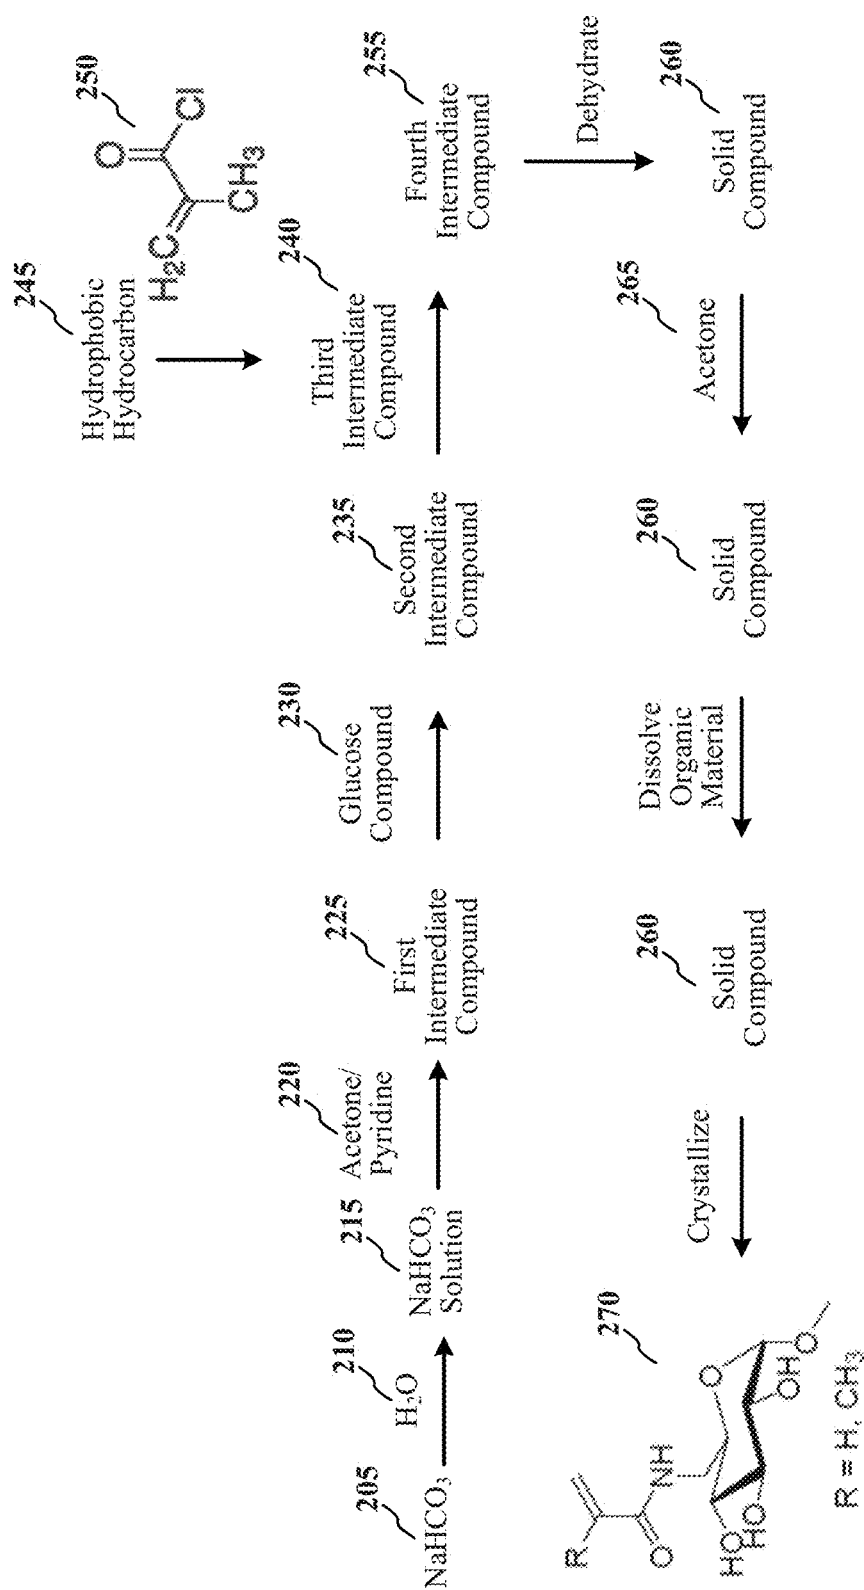 205
NaHCO3
210
H2O
215
NaHCO3
Solution
220
Acetone/
Pyridine
225
First
Intermediate
Compound
230
Glucose
Compound
235
Second
Intermediate
Compound
245
Hydrophobic
Hydrocarbon
250
O
Cl
H2C
CH3
240
Third
Intermediate
Compound
255
Fourth
Intermediate
Compound
Dehydrate
260
Solid
Compound
265
Acetone
260
Solid
Compound
Dissolve
Organic
Material
260
Solid
Compound
Crystallize
270
R
O
NH
HO
HO
O
OH
O
R = H, CH3